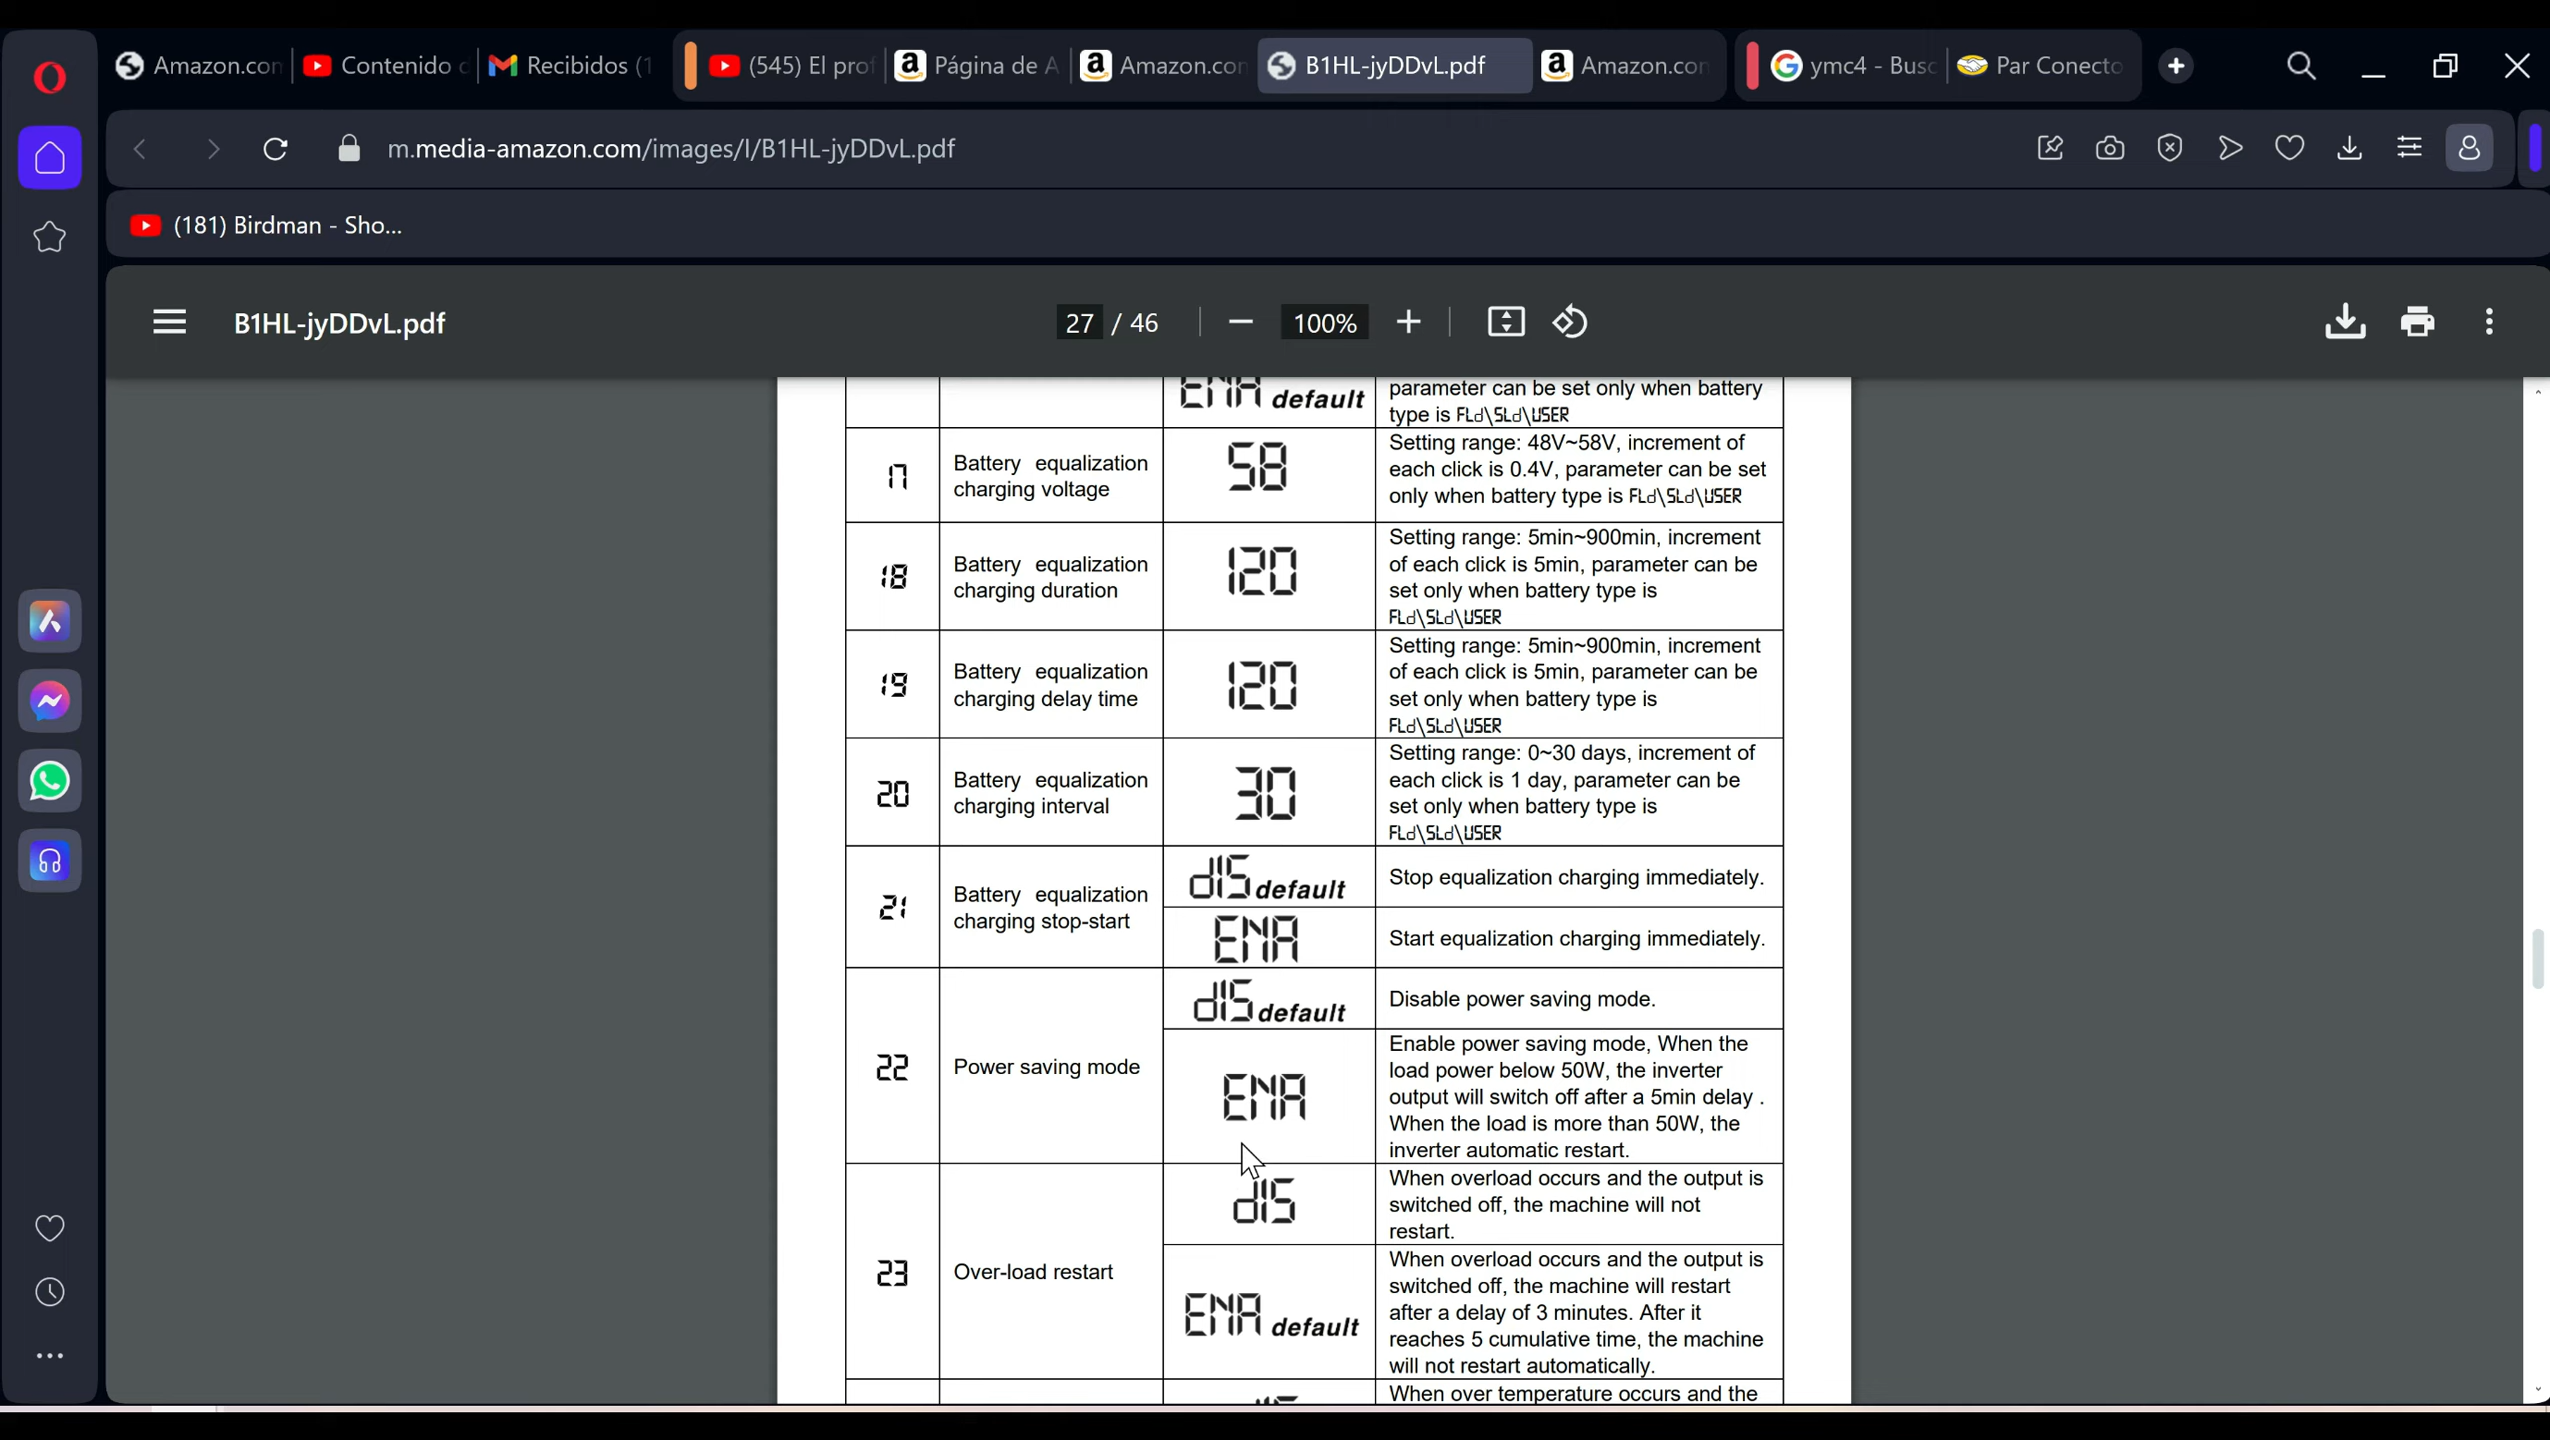 Amazon.con
Contenido d
Recibidos (1
(545) El prof
Página de A
Amazon.con
B1HL-jyDDvL.pdf
Amazon.con
ymc4 - Busc
Par Conecto
m.media-amazon.com/images/I/B1HL-jyDDvL.pdf
(181) Birdman - Sho...
B1HL-jyDDvL.pdf
27 / 46
100%
ENA default
parameter can be set only when battery
type is FLd\SLd\USER
17
Battery equalization
charging voltage
58
Setting range: 48V~58V, increment of
each click is 0.4V, parameter can be set
only when battery type is FLd\SLd\USER
18
Battery equalization
charging duration
120
Setting range: 5min~900min, increment
of each click is 5min, parameter can be
set only when battery type is
FLd\SLd\USER
19
Battery equalization
charging delay time
120
Setting range: 5min~900min, increment
of each click is 5min, parameter can be
set only when battery type is
FLd\SLd\USER
20
Battery equalization
charging interval
30
Setting range: 0~30 days, increment of
each click is 1 day, parameter can be
set only when battery type is
FLd\SLd\USER
21
Battery equalization
charging stop-start
dIS default
Stop equalization charging immediately.
ENA
Start equalization charging immediately.
22
Power saving mode
dIS default
Disable power saving mode.
ENA
Enable power saving mode, When the
load power below 50W, the inverter
output will switch off after a 5min delay .
When the load is more than 50W, the
inverter automatic restart.
23
Over-load restart
dIS
When overload occurs and the output is
switched off, the machine will not
restart.
ENA default
When overload occurs and the output is
switched off, the machine will restart
after a delay of 3 minutes. After it
reaches 5 cumulative time, the machine
will not restart automatically.
When over temperature occurs and the